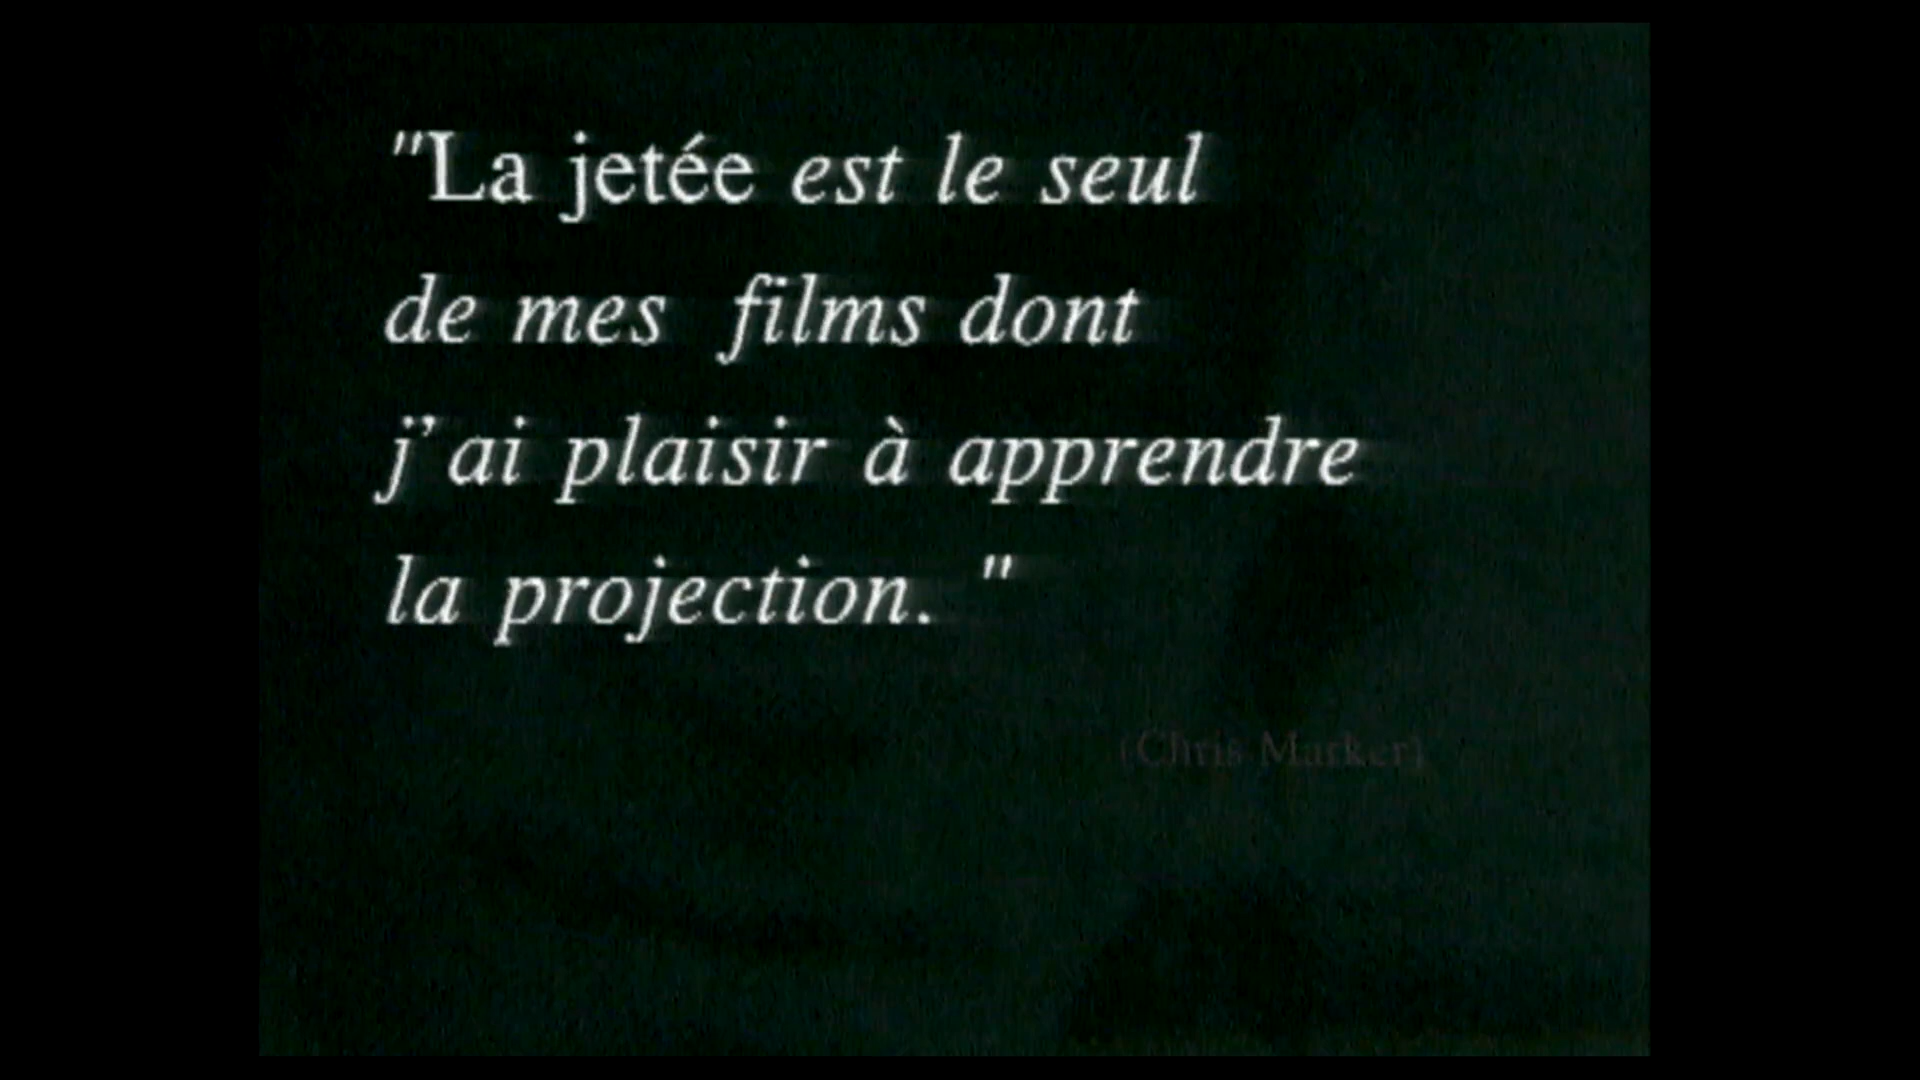 "La jetée est le seul
de mes films dont
j'ai plaisir à apprendre
la projection. "
(Chris Marker)